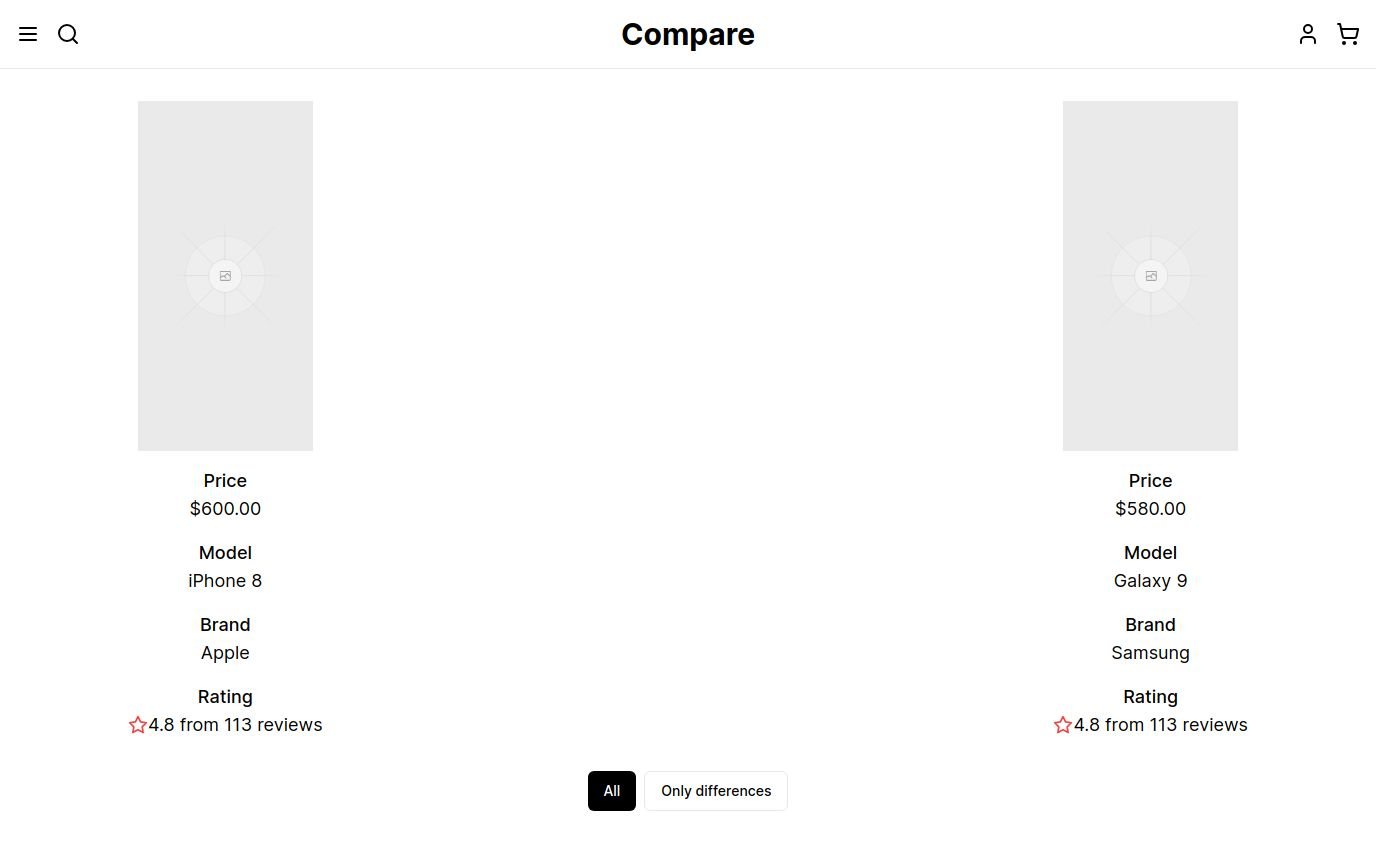 Compare
Price
$600.00
Model
iPhone 8
Brand
Apple
Rating
4.8 from 113 reviews
Price
$580.00
Model
Galaxy 9
Brand
Samsung
Rating
4.8 from 113 reviews
All
Only differences